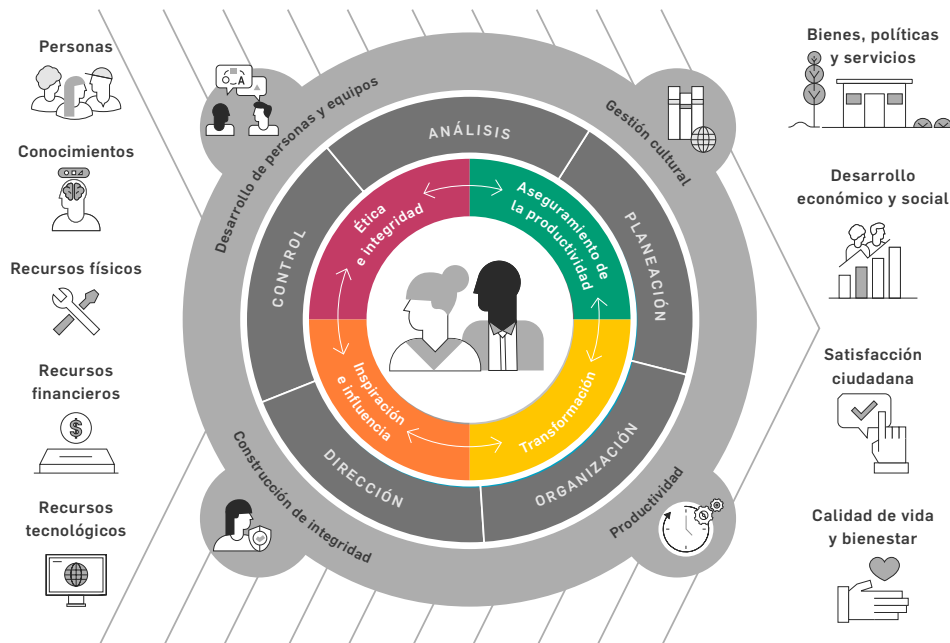 Personas
Conocimientos
Recursos físicos
Recursos
financieros
Recursos
tecnológicos
Desarrollo de personas y equipos
Gestión cultural
Construcción de integridad
Productividad
ANÁLISIS
PLANEACIÓN
ORGANIZACIÓN
DIRECCIÓN
CONTROL
Ética
e integridad
Aseguramiento de
la productividad
Inspiración
e influencia
Transformación
A
$
Bienes, políticas
y servicios
Desarrollo
económico y social
Satisfacción
ciudadana
Calidad de vida
y bienestar